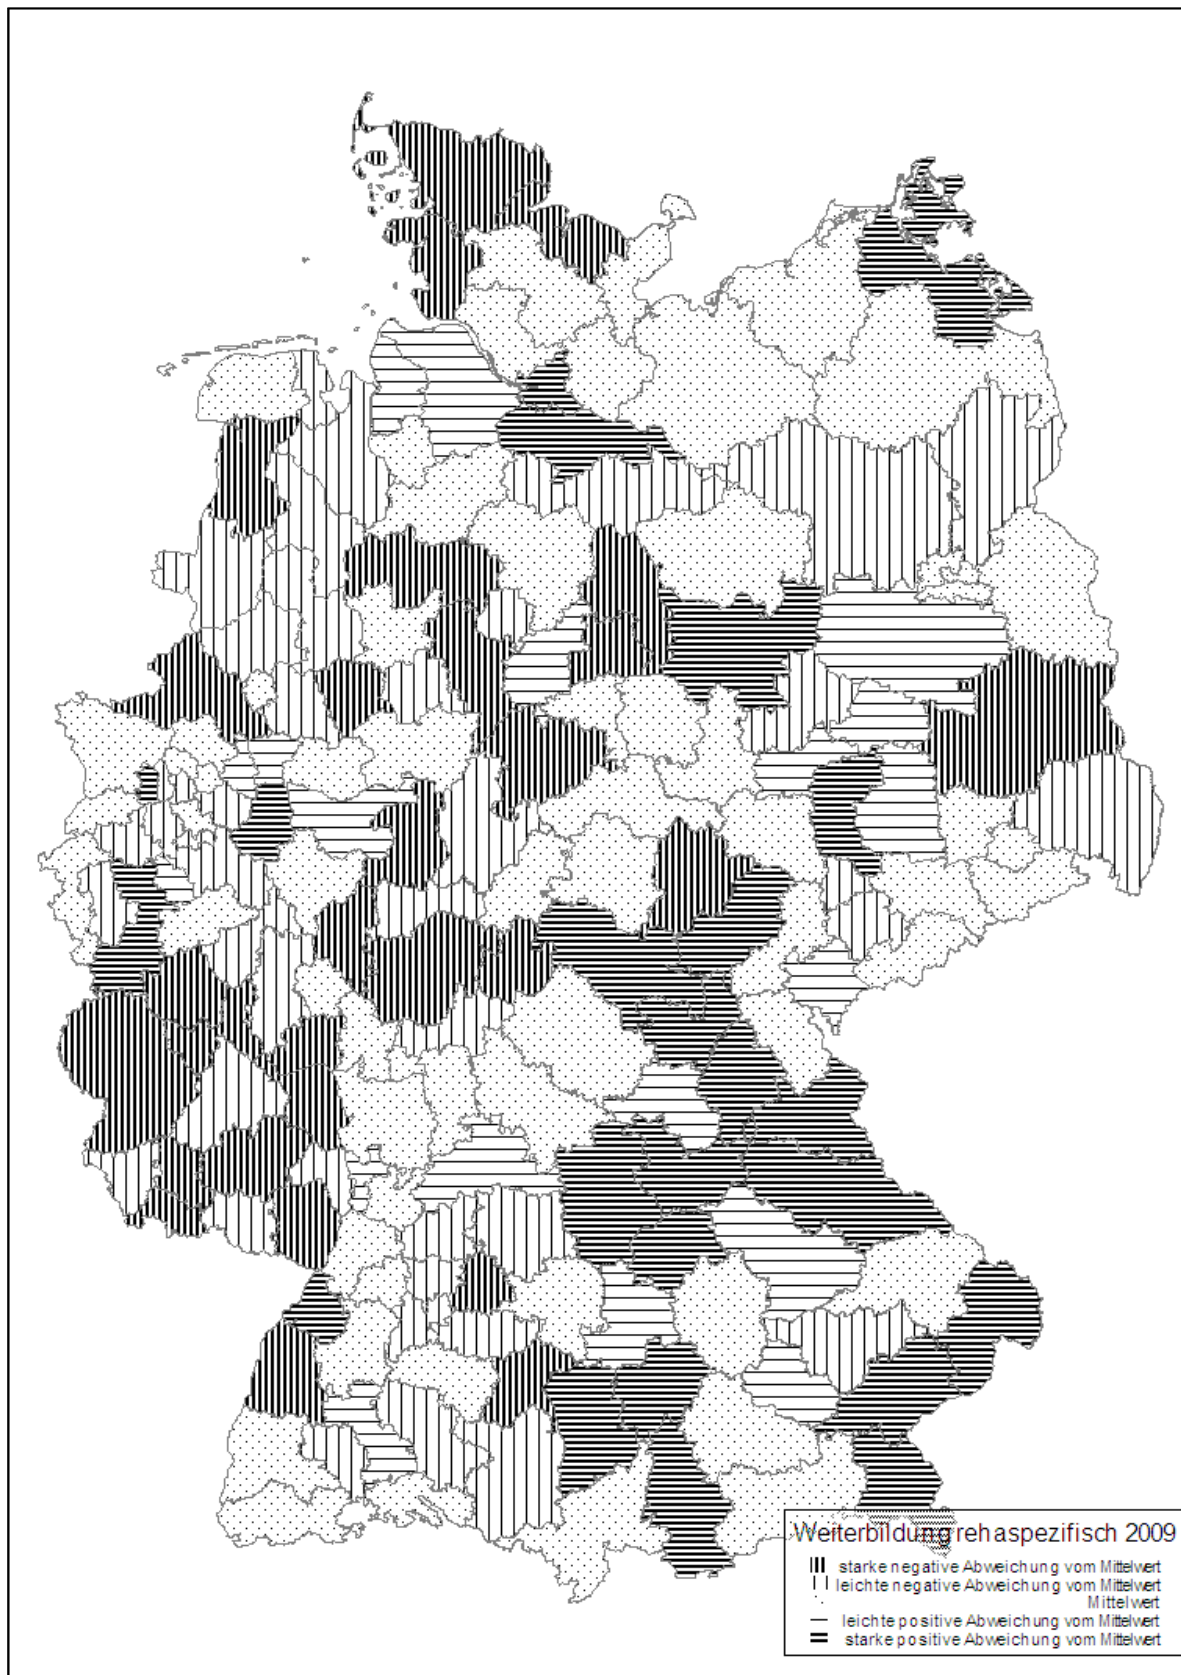 Weiterbildung rehaspezifisch 2009
starke negative Abweichung vom Mittelwert
leichte negative Abweichung vom Mittelwert
Mittelwert
leichte positive Abweichung vom Mittelwert
starke positive Abweichung vom Mittelwert